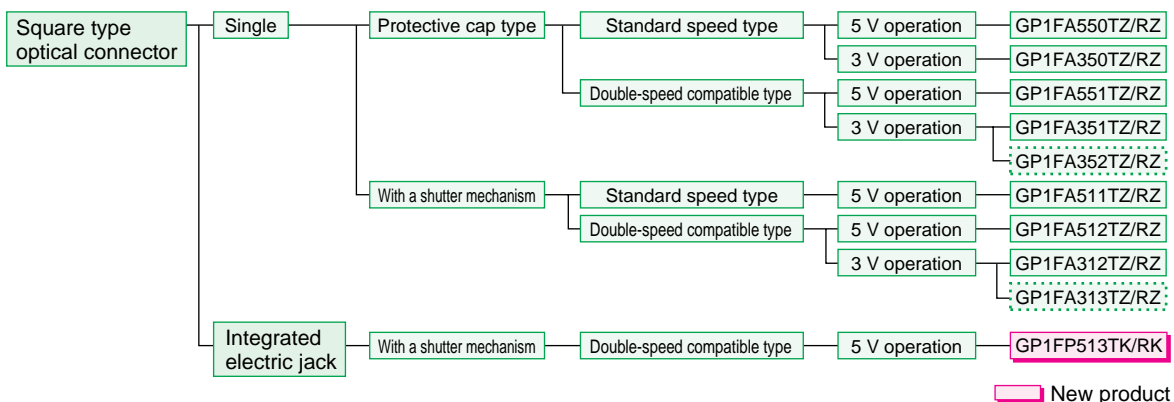 Square type
optical connector
Single
Protective cap type
Standard speed type
5 V operation
GP1FA550TZ/RZ
3 V operation
GP1FA350TZ/RZ
Double-speed compatible type
5 V operation
GP1FA551TZ/RZ
3 V operation
GP1FA351TZ/RZ
GP1FA352TZ/RZ
With a shutter mechanism
Standard speed type
5 V operation
GP1FA511TZ/RZ
Double-speed compatible type
5 V operation
GP1FA512TZ/RZ
3 V operation
GP1FA312TZ/RZ
GP1FA313TZ/RZ
Integrated
electric jack
With a shutter mechanism
Double-speed compatible type
5 V operation
GP1FP513TK/RK
New product